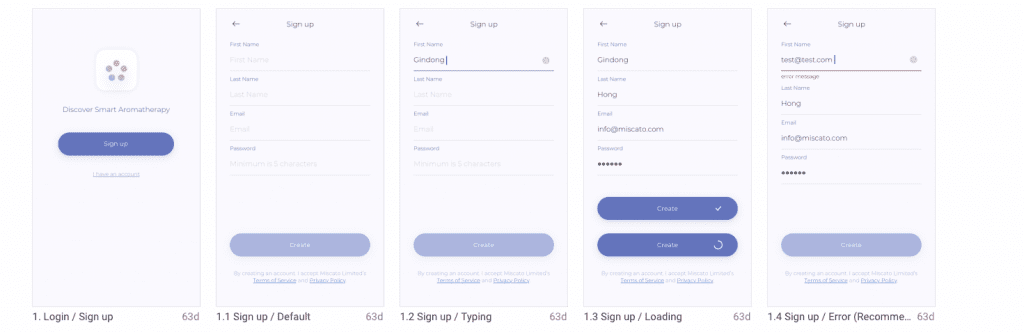 Discover Smart Aromatherapy
Sign up
I have an account
1. Login / Sign up
63d
Sign up
First Name
First Name
Last Name
Last Name
Email
Email
Password
Minimum is 6 characters
Create
By creating an account, I accept Miscato Limited's
Terms of Service and Privacy Policy
1.1 Sign up / Default
63d
Sign up
First Name
Gindong
Last Name
Last Name
Email
Email
Password
Minimum is 6 characters
Create
By creating an account, I accept Miscato Limited's
Terms of Service and Privacy Policy
1.2 Sign up / Typing
63d
Sign up
First Name
Gindong
Last Name
Hong
Email
info@miscato.com
Password
Create
Create
By creating an account, I accept Miscato Limited's
Terms of Service and Privacy Policy
1.3 Sign up / Loading
63d
Sign up
First Name
test@test.com
error message
Last Name
Hong
Email
info@miscato.com
Password
Create
By creating an account, I accept Miscato Limited's
Terms of Service and Privacy Policy
1.4 Sign up / Error (Recomme...
63d